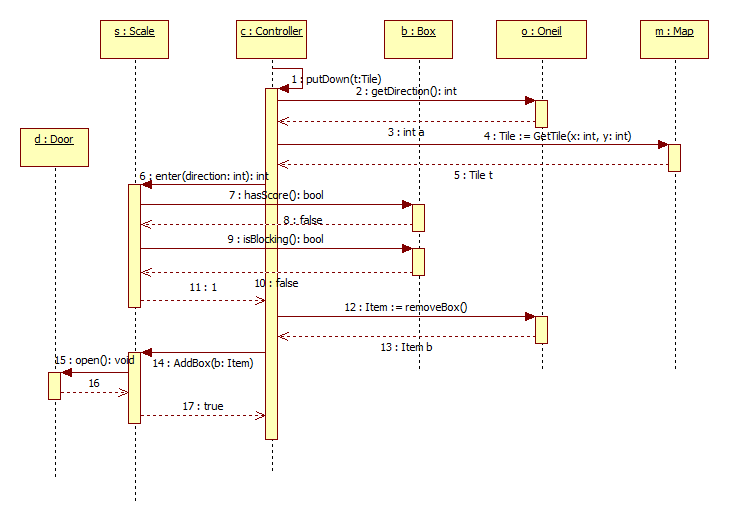 s : Scale
c : Controller
b : Box
o : Oneil
m : Map
1 : putDown(t:Tile)
2 : getDirection(): int
3 : int a
4 : Tile := GetTile(x: int, y: int)
d : Door
5 : Tile t
6 : enter(direction: int): int
7 : hasScore(): bool
8 : false
9 : isBlocking(): bool
10 : false
11 : 1
12 : Item := removeBox()
13 : Item b
14 : AddBox(b: Item)
15 : open(): void
16
17 : true